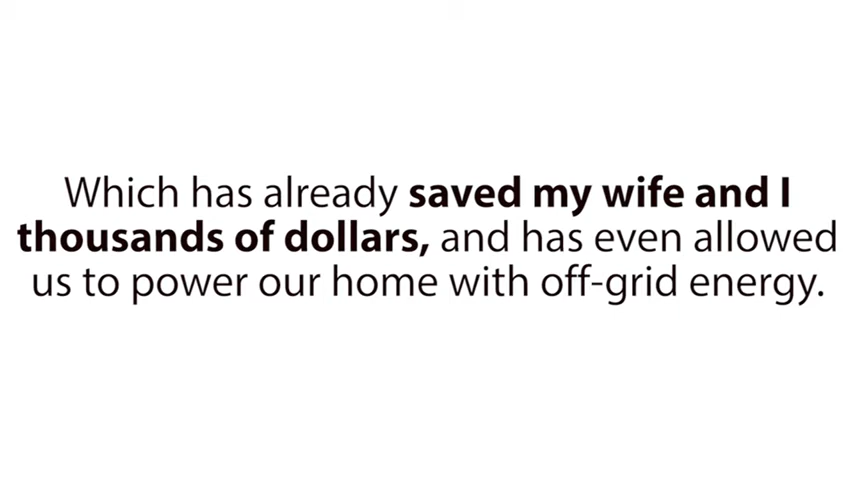 Which has already saved my wife and I
thousands of dollars, and has even allowed
us to power our home with off-grid energy.